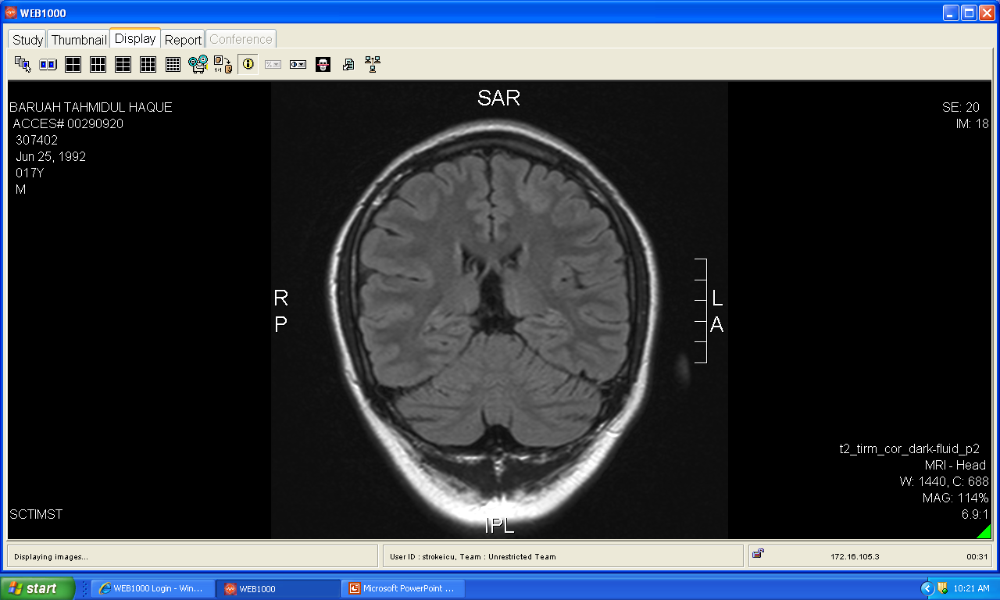 WEB1000
Study Thumbnail Display Report Conference
1:1
SAR
BARUAH TAHMIDUL HAQUE
ACCES# 00290920
307402
Jun 25, 1992
017Y
M
SE: 20
IM: 18
R
P
L
A
t2_tirm_cor_dark-fluid_p2
MRI - Head
W: 1440, C: 688
MAG: 114%
6.9:1
SCTIMST
IPL
Displaying images...
User ID : strokeicu, Team : Unrestricted Team
172.16.105.3
00:31
start
WEB1000 Login - Win...
WEB1000
Microsoft PowerPoint ...
10:21 AM